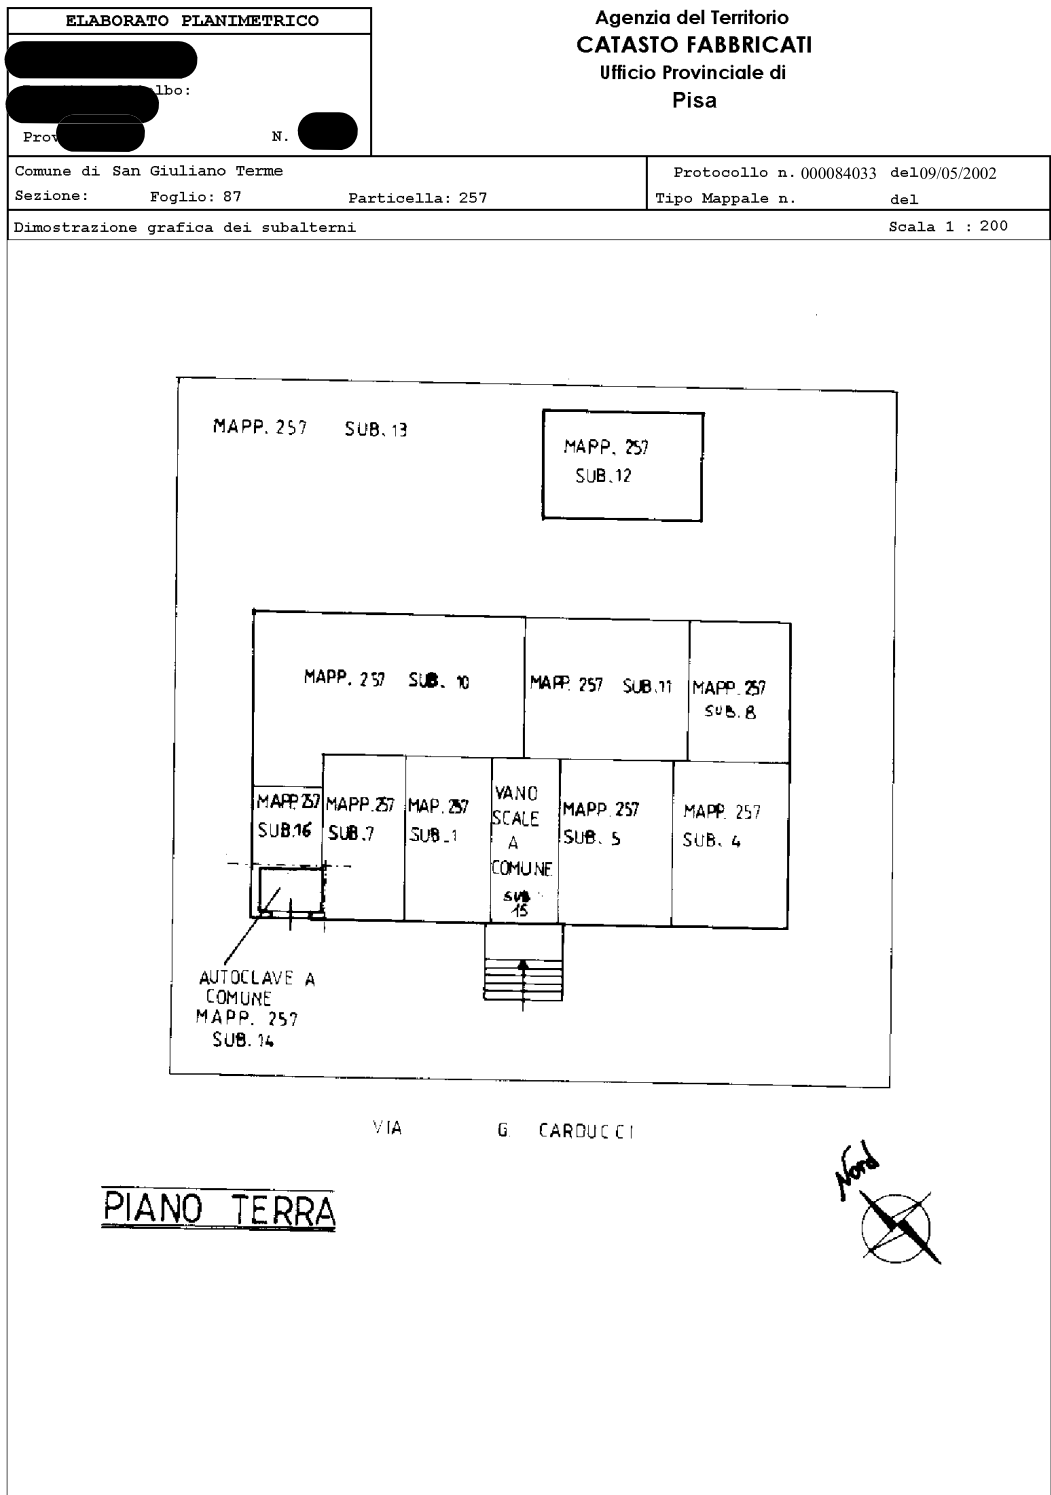 ELABORATO PLANIMETRICO
Agenzia del Territorio
CATASTO FABBRICATI
Ufficio Provinciale di
Pisa
lbo:
Prov
N.
Comune di San Giuliano Terme
Protocollo n. 000084033 del09/05/2002
Sezione: Foglio: 87 Particella: 257
Tipo Mappale n. del
Dimostrazione grafica dei subalterni
Scala 1 : 200
MAPP. 257 SUB. 13
MAPP. 257
SUB. 12
MAPP. 257 SUB. 10
MAPP. 257 SUB. 11
MAPP. 257
SUB. 8
MAPP. 257
SUB. 16
MAPP. 257
SUB. 7
MAP. 257
SUB. 1
VANO
SCALE
A
COMUNE
SUB
15
MAPP. 257
SUB. 5
MAPP. 257
SUB. 4
AUTOCLAVE A
COMUNE
MAPP. 257
SUB. 14
VIA G. CARDUCCI
Nord
PIANO TERRA